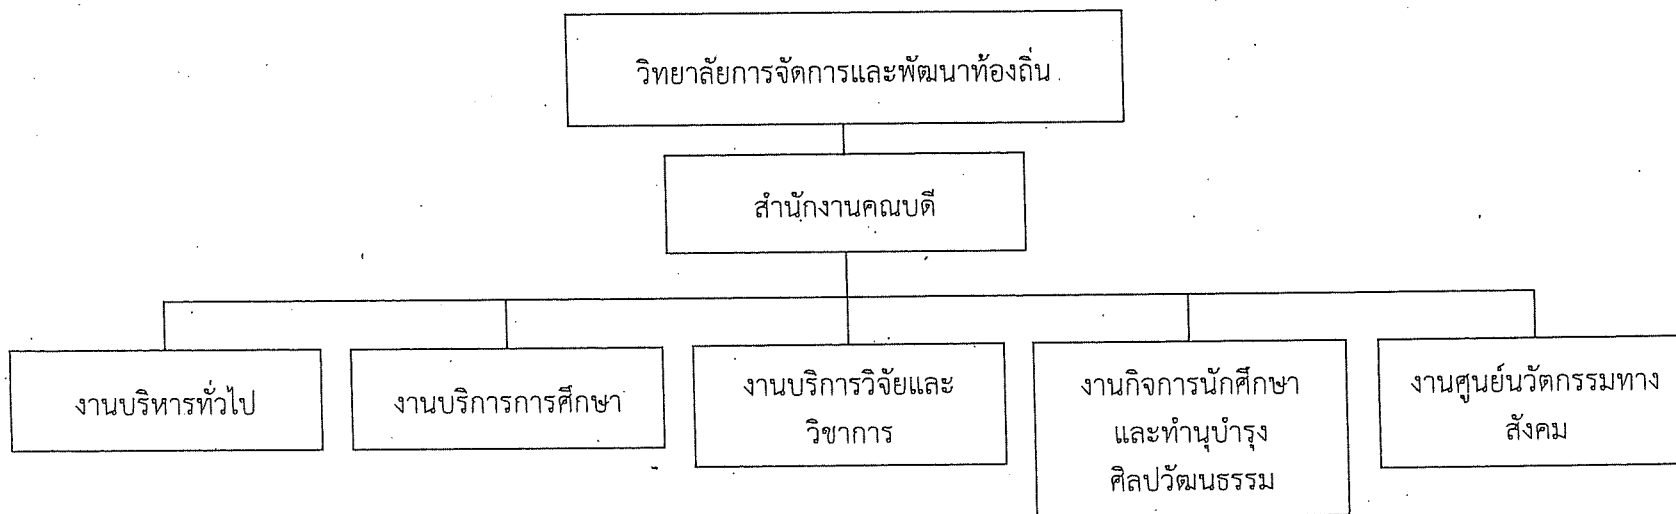 วิทยาลัยการจัดการและพัฒนาท้องถิ่น
สำนักงานคณบดี
งานบริหารทั่วไป
งานบริการการศึกษา
งานบริการวิจัยและ
วิชาการ
งานกิจการนักศึกษา
และทำนุบำรุง
ศิลปวัฒนธรรม
งานศูนย์นวัตกรรมทาง
สังคม